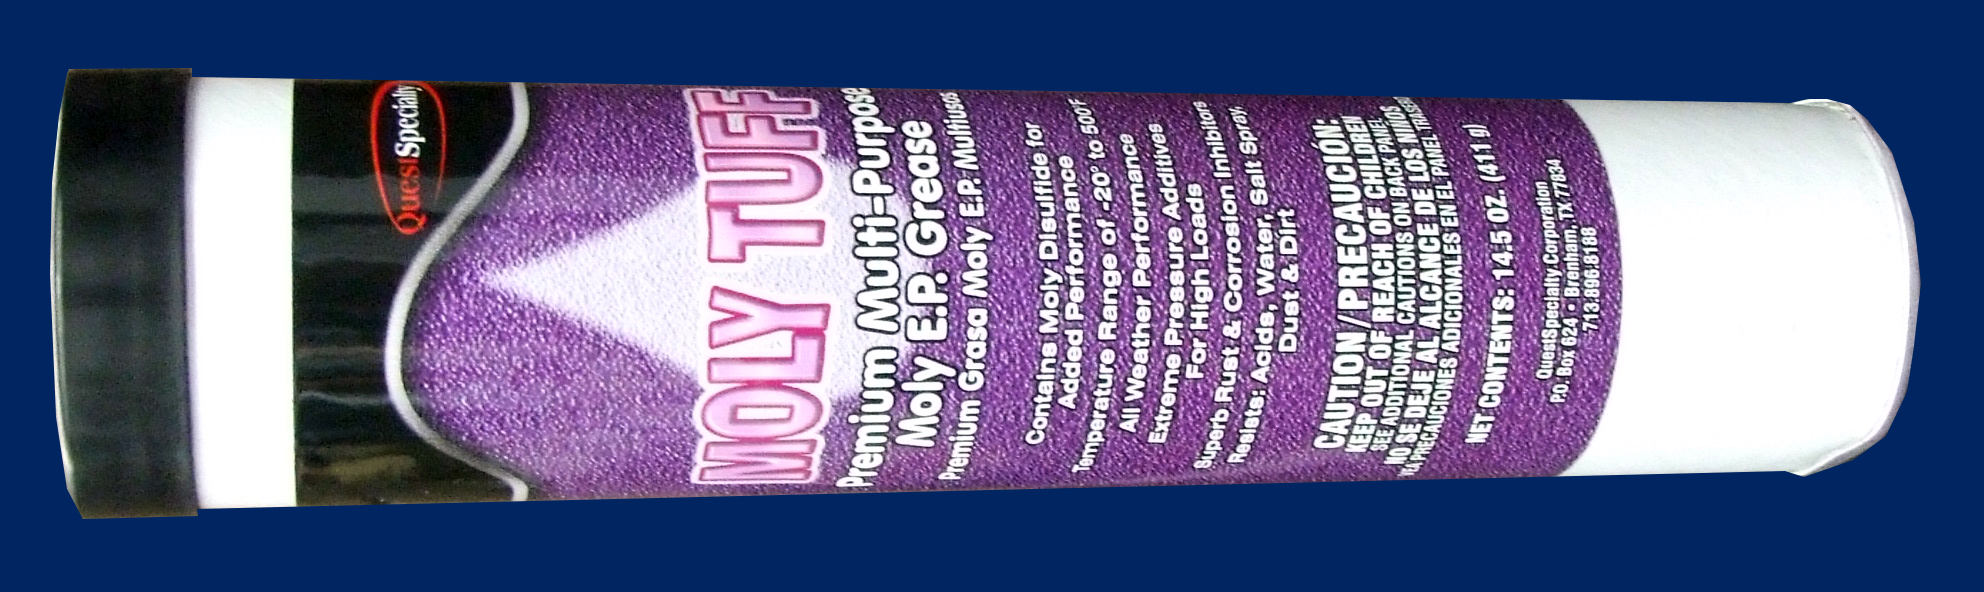 QuestSpecialty
MOLY TUFF
Premium Multi-Purpose
Moly E.P. Grease
Premium Grasa Moly E.P. Multiusos
Contains Moly Disulfide for
Added Performance
Temperature Range of -20° to 500°F
All Weather Performance
Extreme Pressure Additives
For High Loads
Superb Rust & Corrosion Inhibitors
Resists: Acids, Water, Salt Spray,
Dust & Dirt
CAUTION/PRECAUCIÓN:
KEEP OUT OF REACH OF CHILDREN
SEE ADDITIONAL CAUTIONS ON BACK PANEL.
NO SE DEJE AL ALCANCE DE LOS NIÑOS
PRECAUCIONES ADICIONALES EN EL PANEL
NET CONTENTS: 14.5 OZ. (411 g)
QuestSpecialty Corporation
P.O. Box 624 • Brenham, TX 77834
713.896.8188